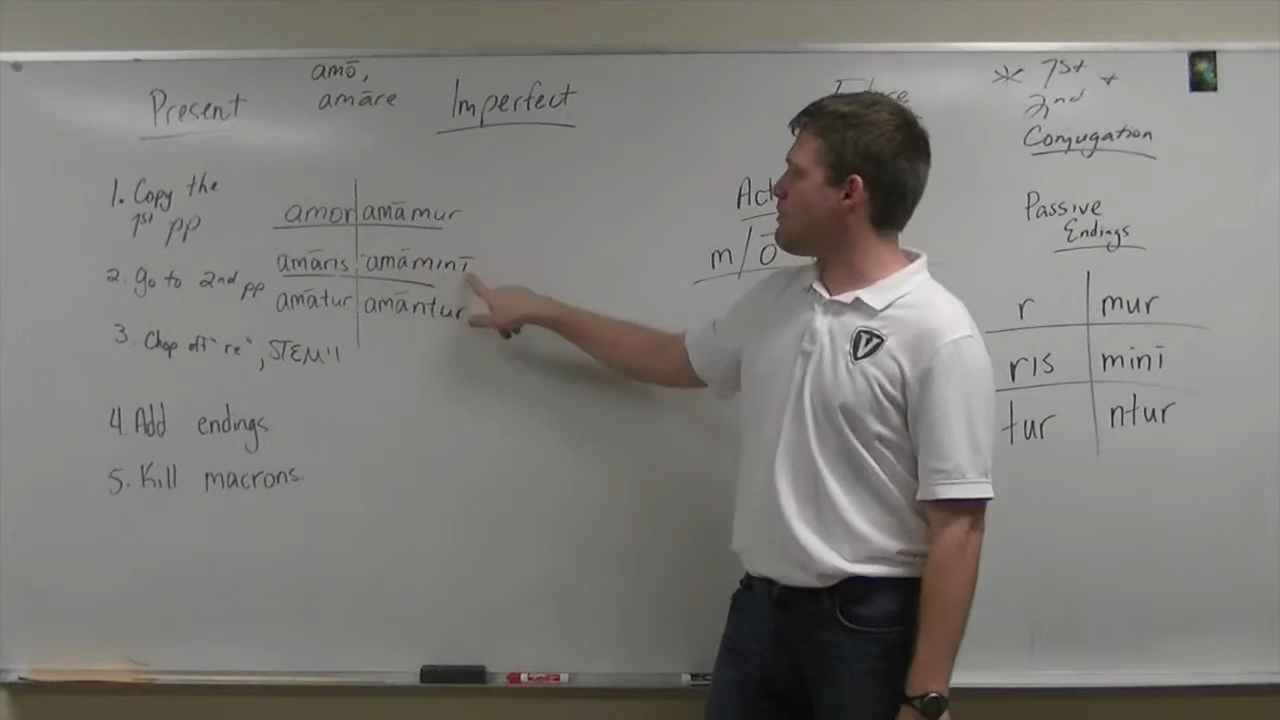 Present
amō,
amāre
Imperfect
1. Copy the
1st pp
2. Go to 2nd pp
3. Chop off "re", STEM!!
4. Add endings
5. Kill macrons.
amor amāmur
amāris amāminī
amātur amāntur
m/ō
* 1st +
2nd
Conjugation
Passive
Endings
r mur
ris minī
tur ntur
V